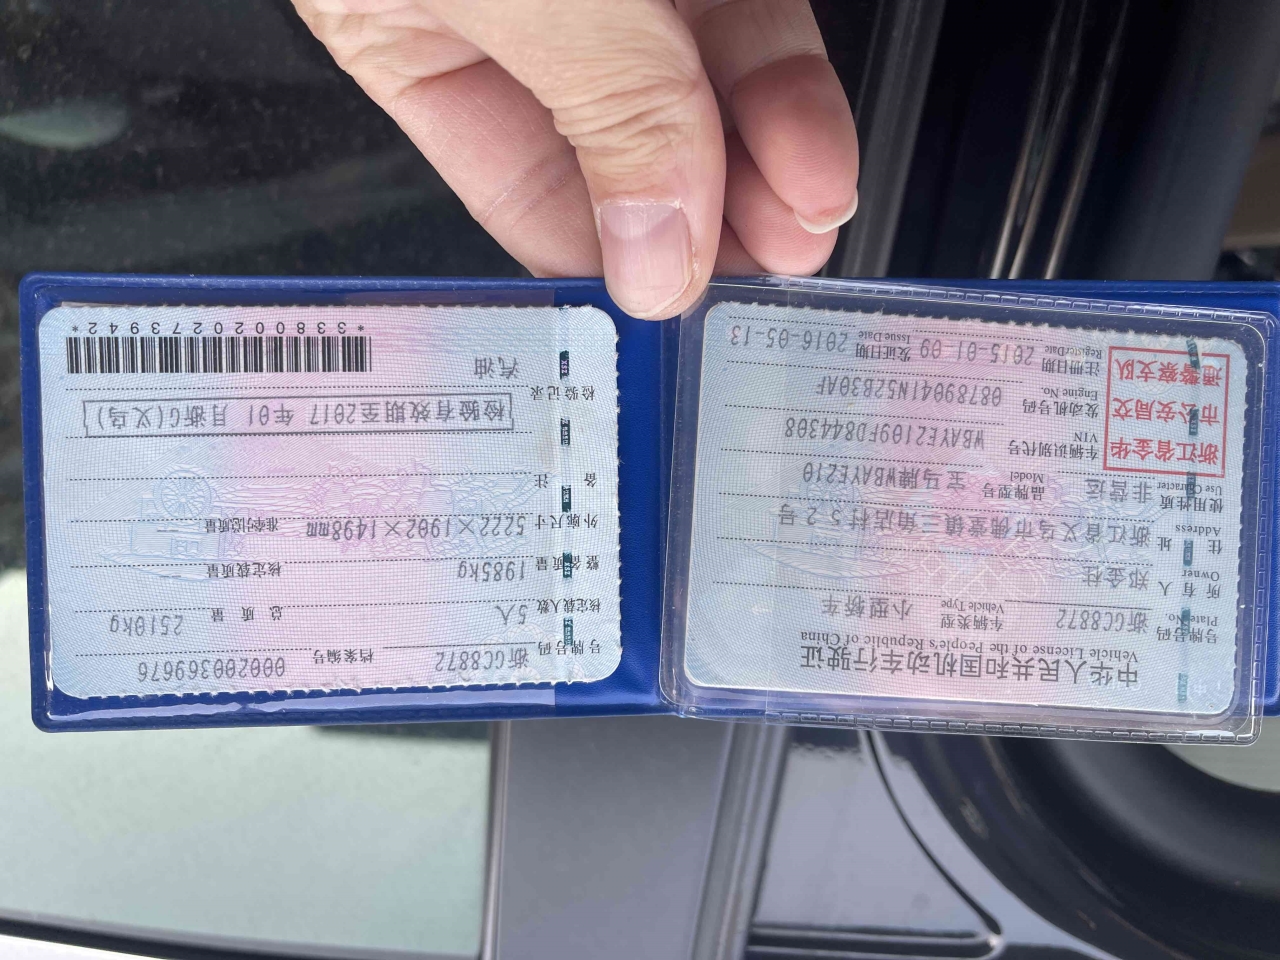 中华人民共和国机动车行驶证
Vehicle License of the People's Republic of China
号牌号码 浙GC8872 车辆类型 小型轿车
Plate No. Vehicle Type
所有人 郑金柱
Owner
住址 浙江省义乌市佛堂镇三角店村52号
Address
使用性质 非营运 品牌型号 宝马牌WBAYE210
Use Character Model
浙江省金华
市公安局交
通警察支队
车辆识别代号 WBAYE2109FD844308
VIN
发动机号码 08789041N52B30AF
Engine No.
注册日期 2015-01-09 发证日期 2016-05-13
Register Date Issue Date
号牌号码 浙GC8872 档案编号 000200369676
核定载人数 5人 总质量 2510kg
整备质量 1985kg 核定载质量
外廓尺寸 5222×1902×1498mm 准牵引总质量
备注
检验有效期至2017年01月浙G(义乌)
检验记录
汽油
*3380020273942*